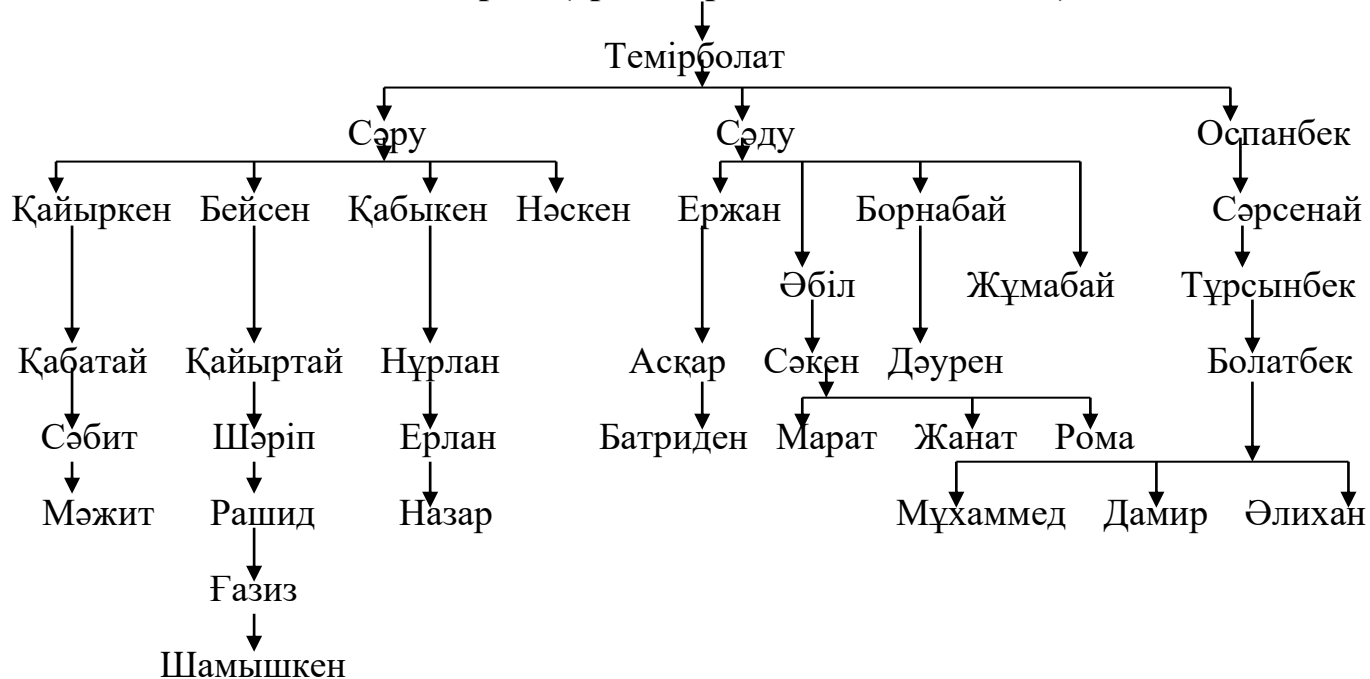 Темірболат
Сәру Сәду Оспанбек
Қайыркен Бейсен Қабыкен Нәскен Ержан Борнабай Сәрсенай
Әбіл Жұмабай Тұрсынбек
Қабатай Қайыртай Нұрлан Асқар Сәкен Дәурен Болатбек
Сәбит Шәріп Ерлан Батриден Марат Жанат Рома
Мәжит Рашид Назар Мұхаммед Дамир Әлихан
Ғазиз
Шамышкен